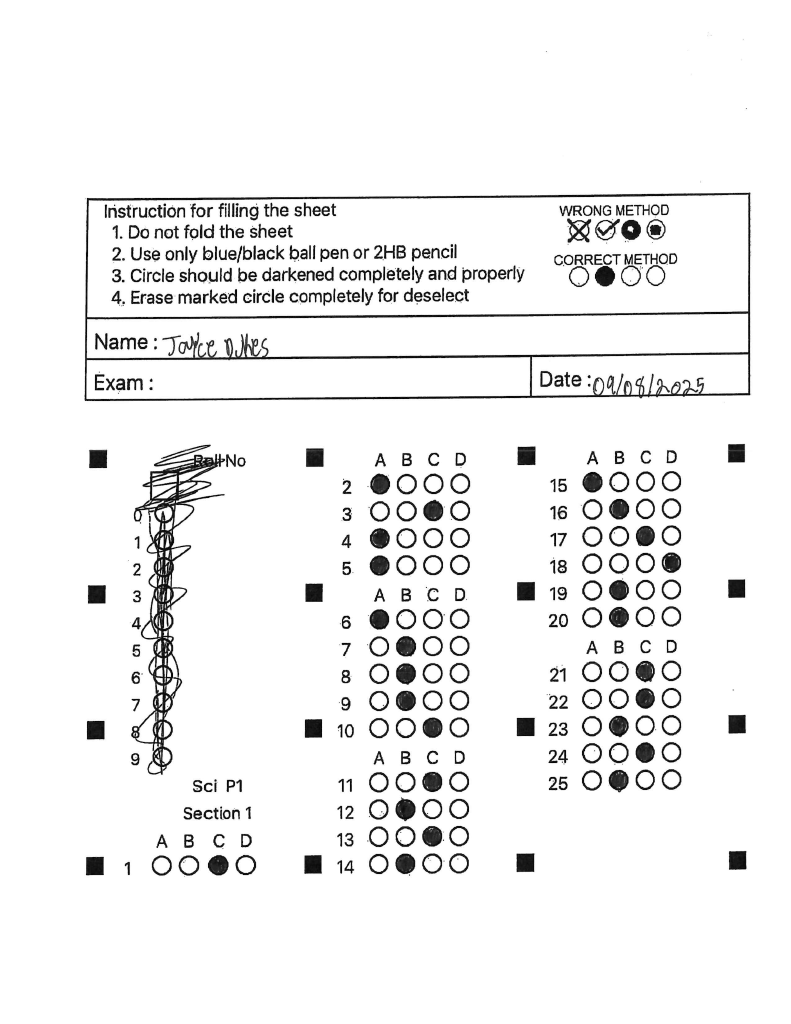 Instruction for filling the sheet
1. Do not fold the sheet
2. Use only blue/black ball pen or 2HB pencil
3. Circle should be darkened completely and properly
4. Erase marked circle completely for deselect
WRONG METHOD
CORRECT METHOD
Name : Joyce Dukes
Exam :
Date : 09/08/2025
Roll No
0
1
2
3
4
5
6
7
8
9
Sci P1
Section 1
A B C D
1
A B C D
2
3
4
5
A B C D
6
7
8
9
10
A B C D
11
12
13
14
A B C D
15
16
17
18
19
20
A B C D
21
22
23
24
25